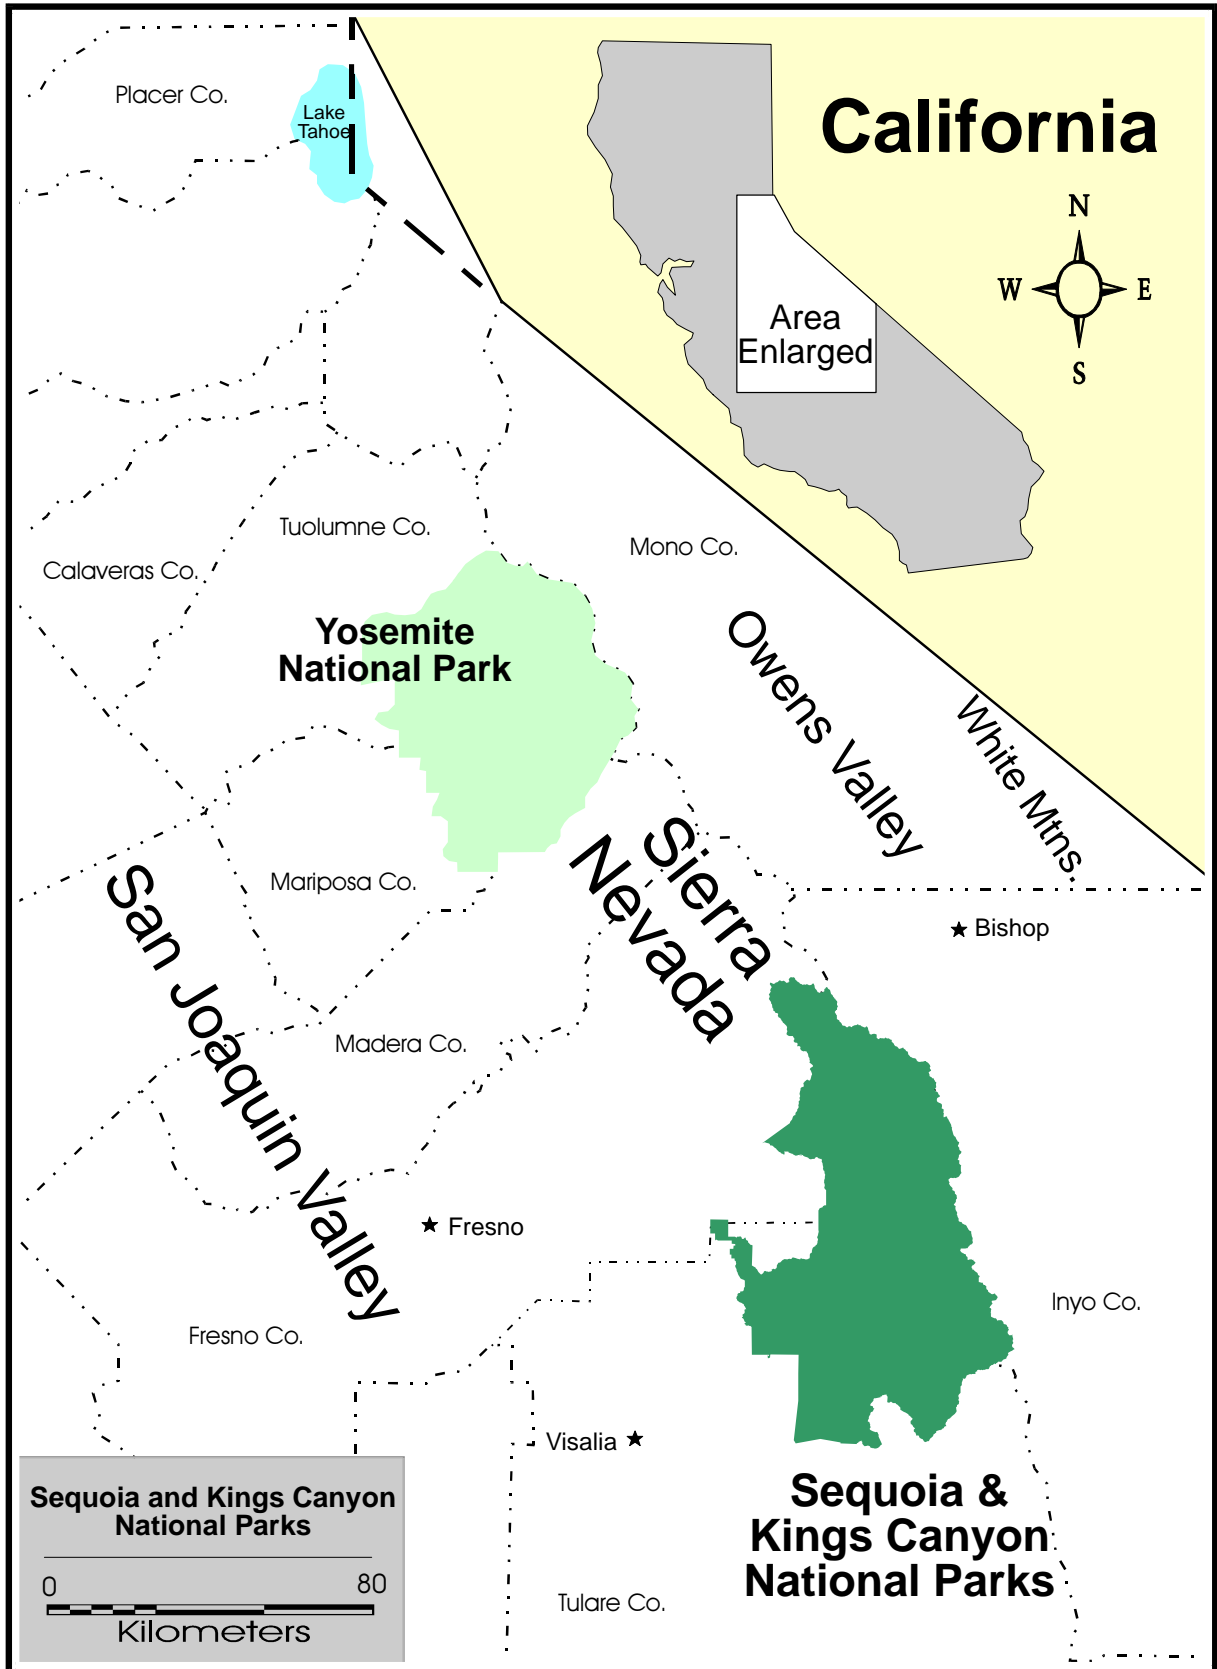 Placer Co.
Lake
Tahoe
California
N
W
E
S
Area
Enlarged
Tuolumne Co.
Mono Co.
Calaveras Co.
Yosemite
National Park
Owens Valley
White Mtns.
Sierra
Nevada
San Joaquin Valley
Mariposa Co.
Bishop
Madera Co.
Fresno
Inyo Co.
Fresno Co.
Visalia
Sequoia &
Kings Canyon
National Parks
Tulare Co.
Sequoia and Kings Canyon
National Parks
0 80
Kilometers